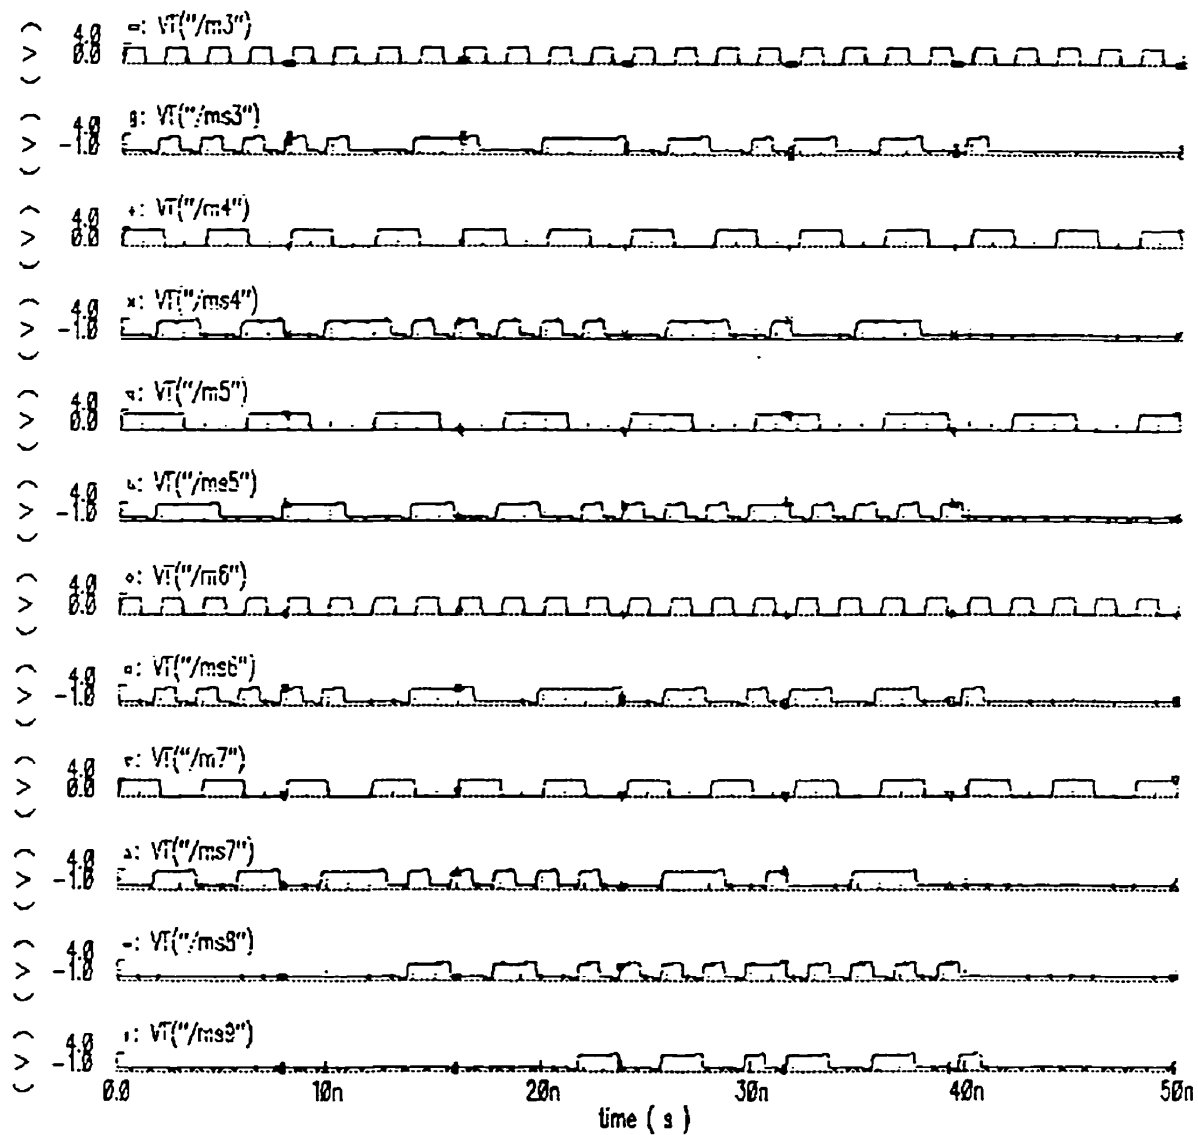 4.0 0.0 ( V ) ▫: VT("/m3")
4.0 -1.0 ( V ) VT("/ms3")
4.0 0.0 ( V ) +: VT("/m4")
4.0 -1.0 ( V ) ×: VT("/ms4")
4.0 0.0 ( V ) VT("/m5")
4.0 -1.0 ( V ) VT("/ms5")
4.0 0.0 ( V ) ⋄: VT("/m6")
4.0 -1.0 ( V ) VT("/ms6")
4.0 0.0 ( V ) VT("/m7")
4.0 -1.0 ( V ) VT("/ms7")
4.0 -1.0 ( V ) -: VT("/ms8")
4.0 -1.0 ( V ) VT("/ms9")
0.0 10n 20n 30n 40n 50n
time ( s )